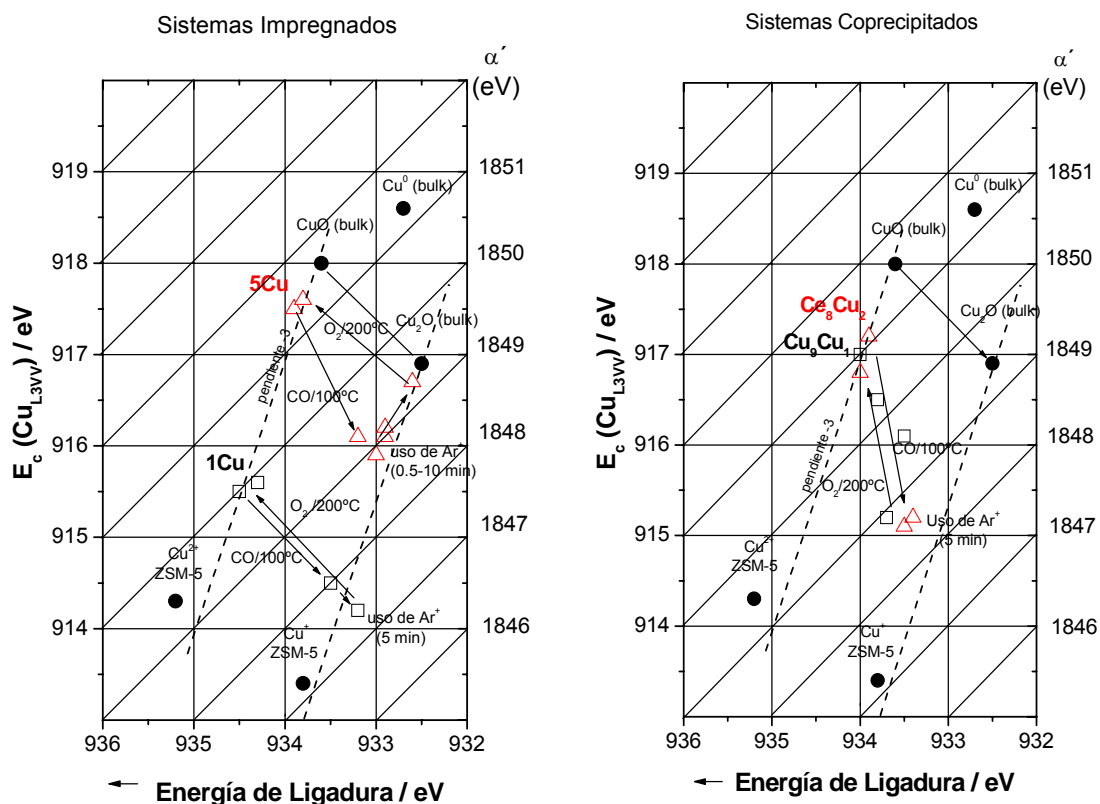 Sistemas Impregnados
α´
(eV)
919
918
917
916
915
914
1851
1850
1849
1848
1847
1846
Cu⁰ (bulk)
CuO (bulk)
5Cu
Cu₂O (bulk)
O₂/200ºC
pendiente -3
CO/100ºC
uso de Ar⁺
(0.5-10 min)
1Cu
O₂/200ºC
CO/100ºC
Cu²⁺
ZSM-5
uso de Ar⁺
(5 min)
Cu⁺
ZSM-5
E_c (Cu_L3VV) / eV
936 935 934 933 932
← Energía de Ligadura / eV
Sistemas Coprecipitados
α´
(eV)
919
918
917
916
915
914
1851
1850
1849
1848
1847
1846
Cu⁰ (bulk)
CuO (bulk)
Ce₈Cu₂
Cu₂O (bulk)
Cu₉Cu₁
pendiente -3
CO/100ºC
O₂/200ºC
Uso de Ar⁺
(5 min)
Cu²⁺
ZSM-5
Cu⁺
ZSM-5
E_c (Cu_L3VV) / eV
936 935 934 933 932
← Energía de Ligadura / eV